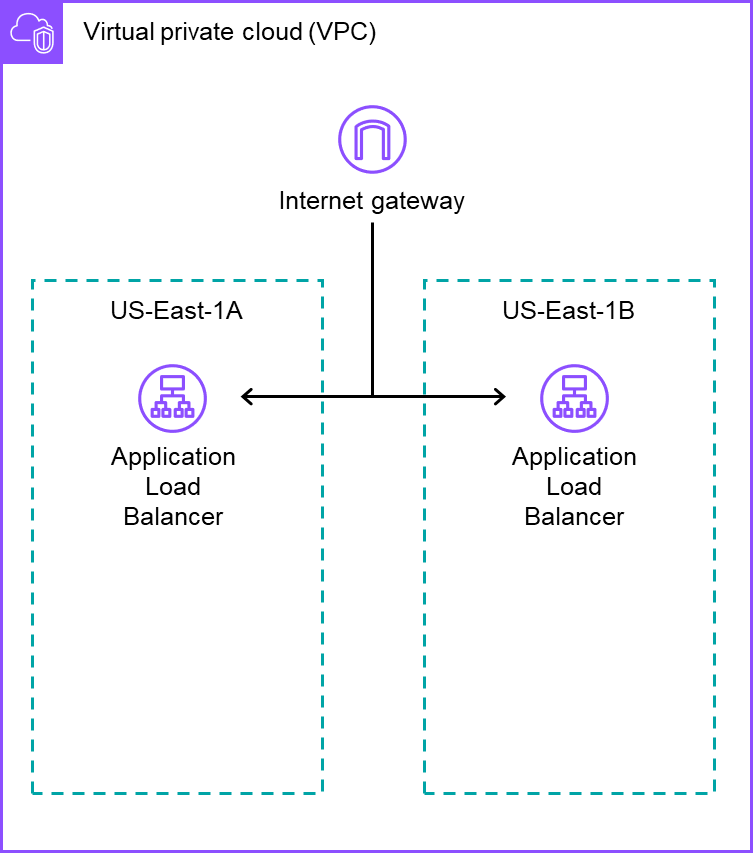 Virtual private cloud (VPC)
Internet gateway
US-East-1A
Application
Load
Balancer
US-East-1B
Application
Load
Balancer